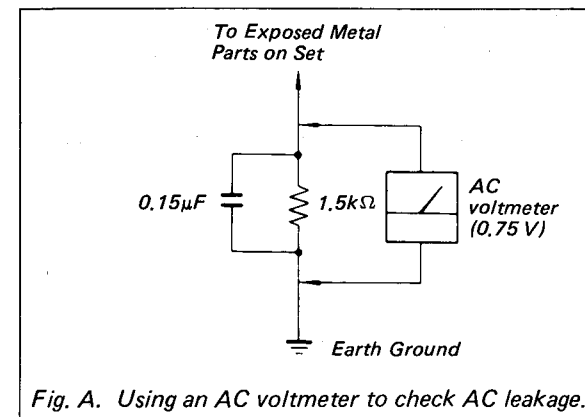 To Exposed Metal
Parts on Set
0.15μF
1.5kΩ
AC
voltmeter
(0.75 V)
Earth Ground
Fig. A. Using an AC voltmeter to check AC leakage.